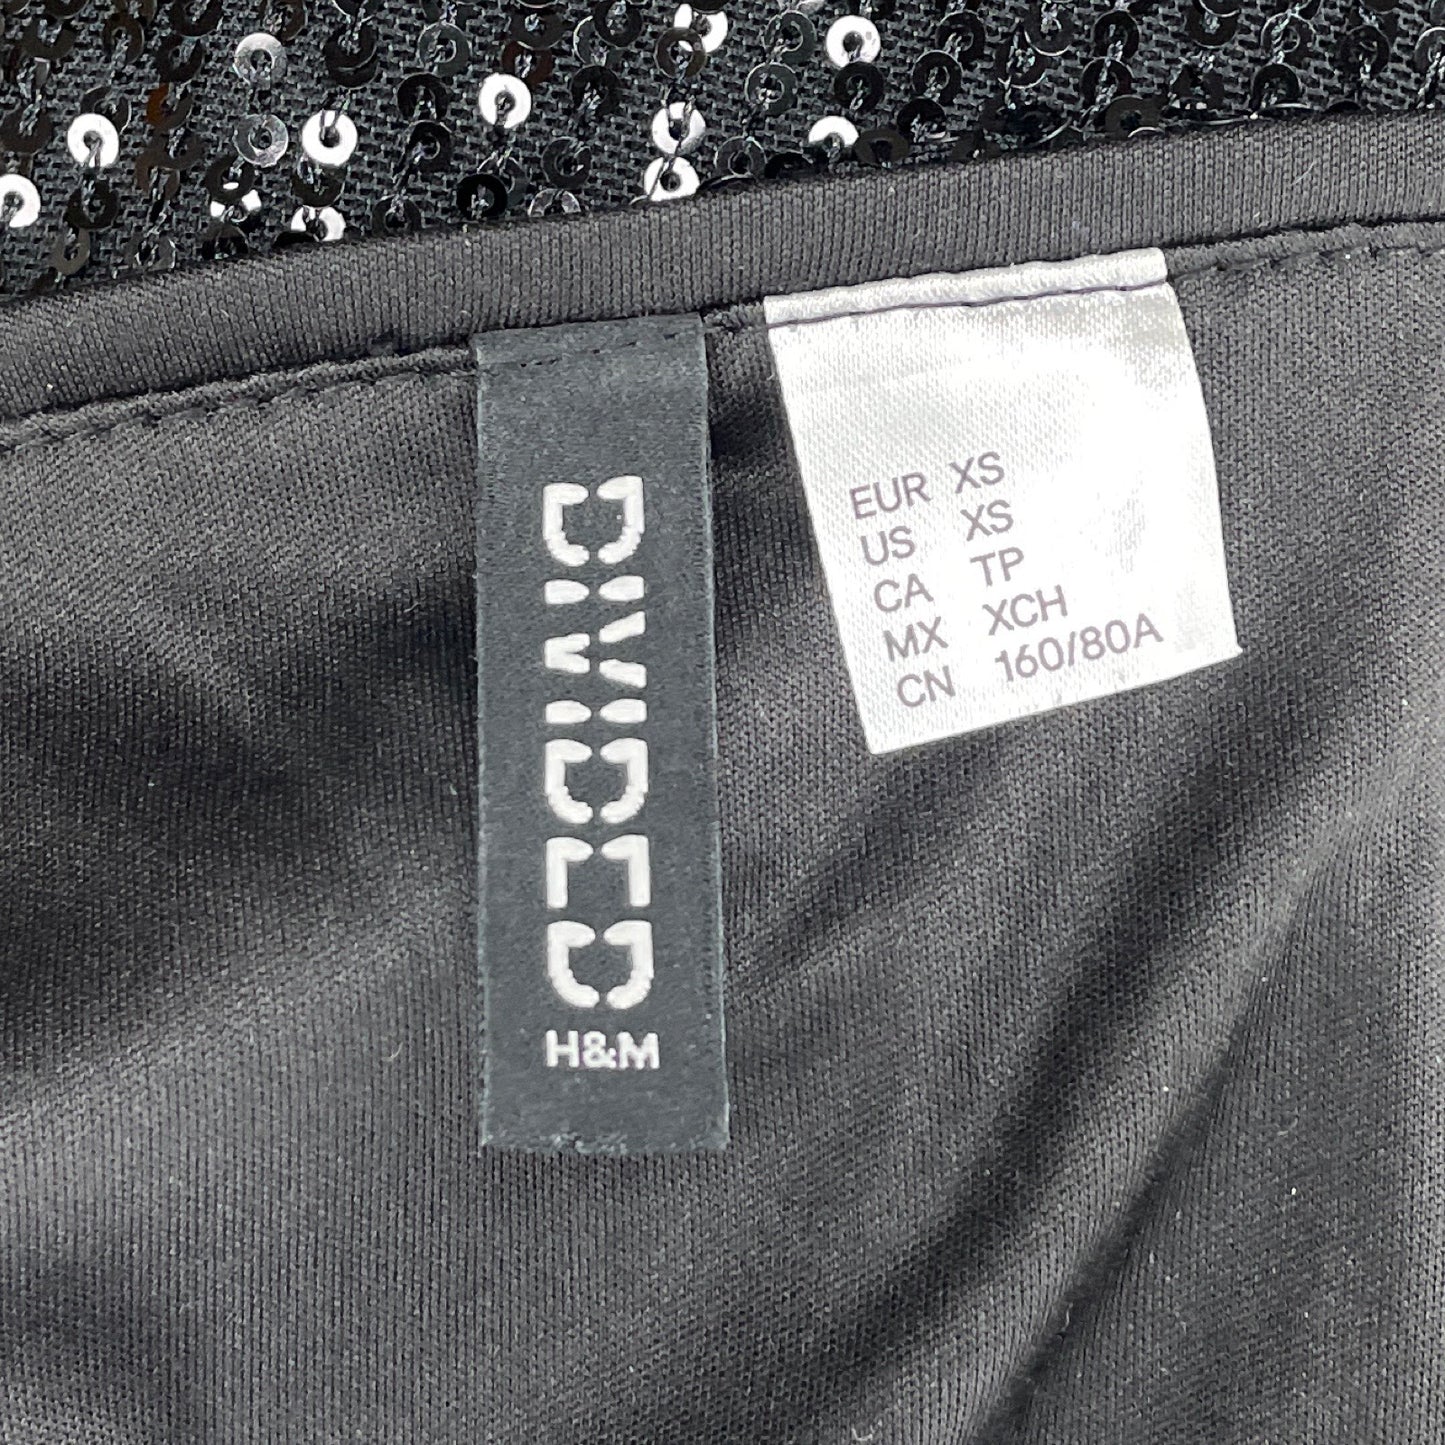 DIVIDED
H&M
EUR XS
US XS
CA TP
MX XCH
CN 160/80A